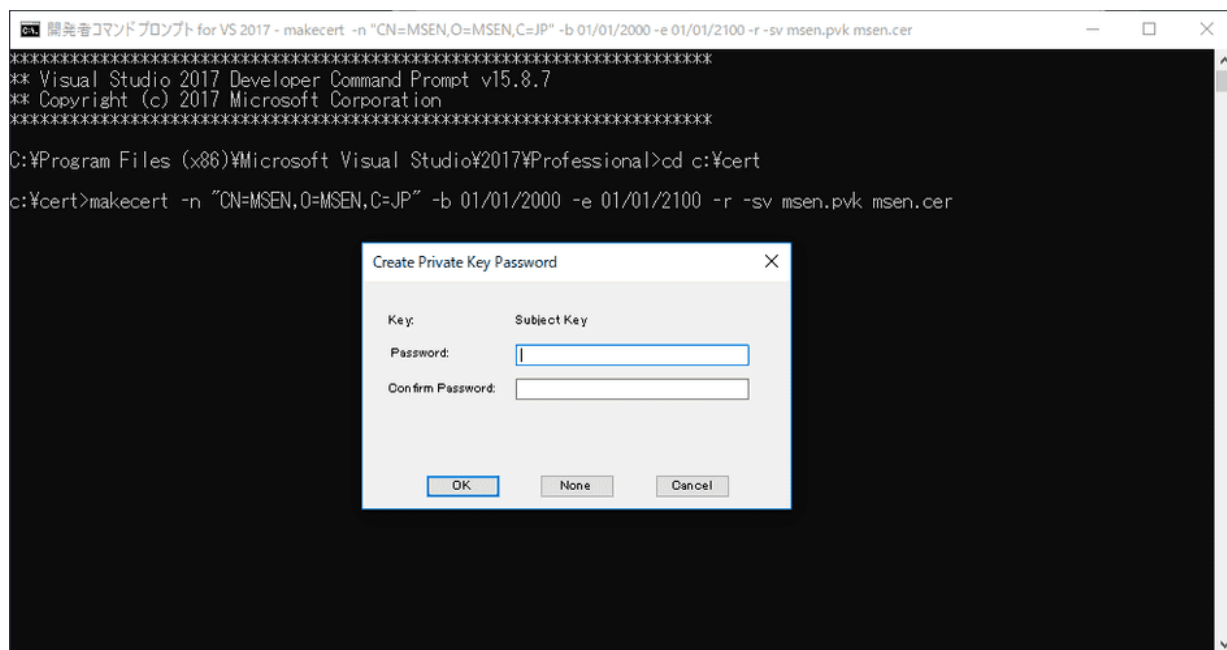 開発者コマンド プロンプト for VS 2017 - makecert -n "CN=MSEN,O=MSEN,C=JP" -b 01/01/2000 -e 01/01/2100 -r -sv msen.pvk msen.cer
**********************************************************************
** Visual Studio 2017 Developer Command Prompt v15.8.7
** Copyright (c) 2017 Microsoft Corporation
**********************************************************************
C:¥Program Files (x86)¥Microsoft Visual Studio¥2017¥Professional>cd c:¥cert
c:¥cert>makecert -n "CN=MSEN,O=MSEN,C=JP" -b 01/01/2000 -e 01/01/2100 -r -sv msen.pvk msen.cer
Create Private Key Password
Key: Subject Key
Password:
Confirm Password:
OK None Cancel